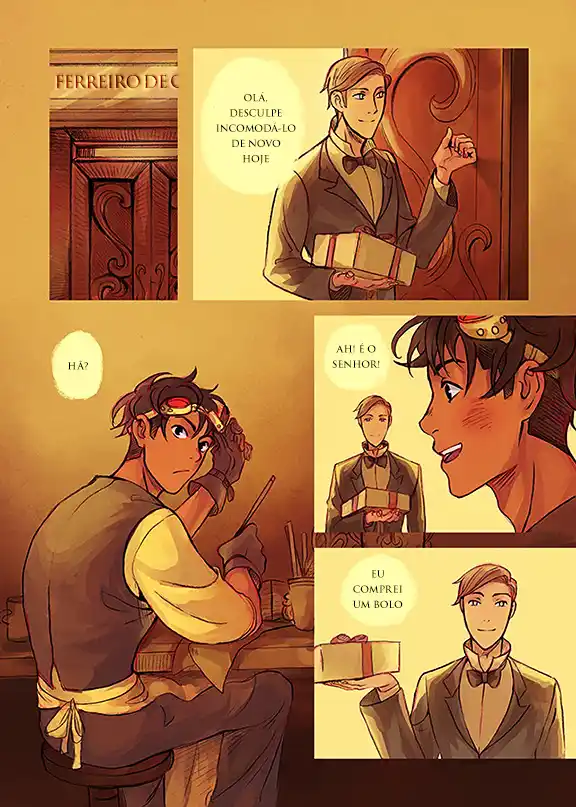 FERREIRO DE
OLÁ,
DESCULPE
INCOMODÁ-LO
DE NOVO
HOJE
HÃ?
AH! É O
SENHOR!
EU
COMPREI
UM BOLO